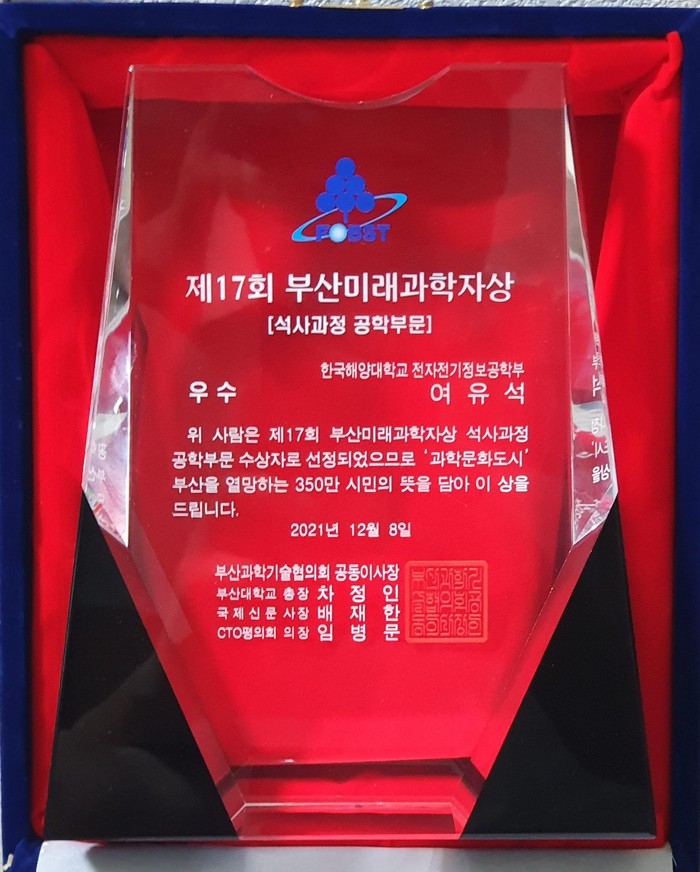 FOBST
제17회 부산미래과학자상
[석사과정 공학부문]
한국해양대학교 전자전기정보공학부
우수 여유석
위 사람은 제17회 부산미래과학자상 석사과정
공학부문 수상자로 선정되었으므로 '과학문화도시'
부산을 열망하는 350만 시민의 뜻을 담아 이 상을
드립니다.
2021년 12월 8일
부산과학기술협의회 공동이사장
부산대학교 총장 차정인
국제신문 사장 배재한
CTO평의회 의장 임병문